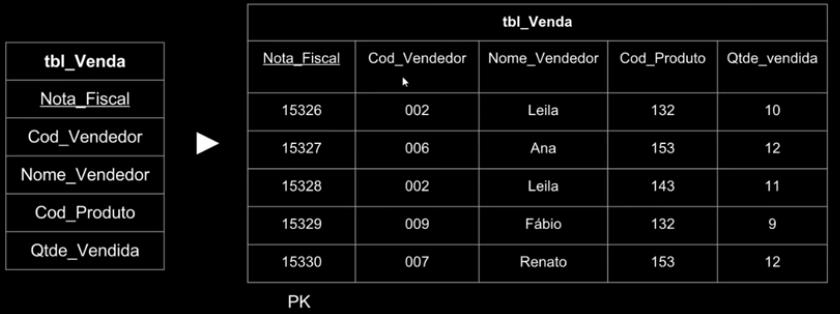 tbl_Venda
Nota_Fiscal
Cod_Vendedor
Nome_Vendedor
Cod_Produto
Qtde_Vendida
tbl_Venda
Nota_Fiscal Cod_Vendedor Nome_Vendedor Cod_Produto Qtde_vendida
15326 002 Leila 132 10
15327 006 Ana 153 12
15328 002 Leila 143 11
15329 009 Fábio 132 9
15330 007 Renato 153 12
PK